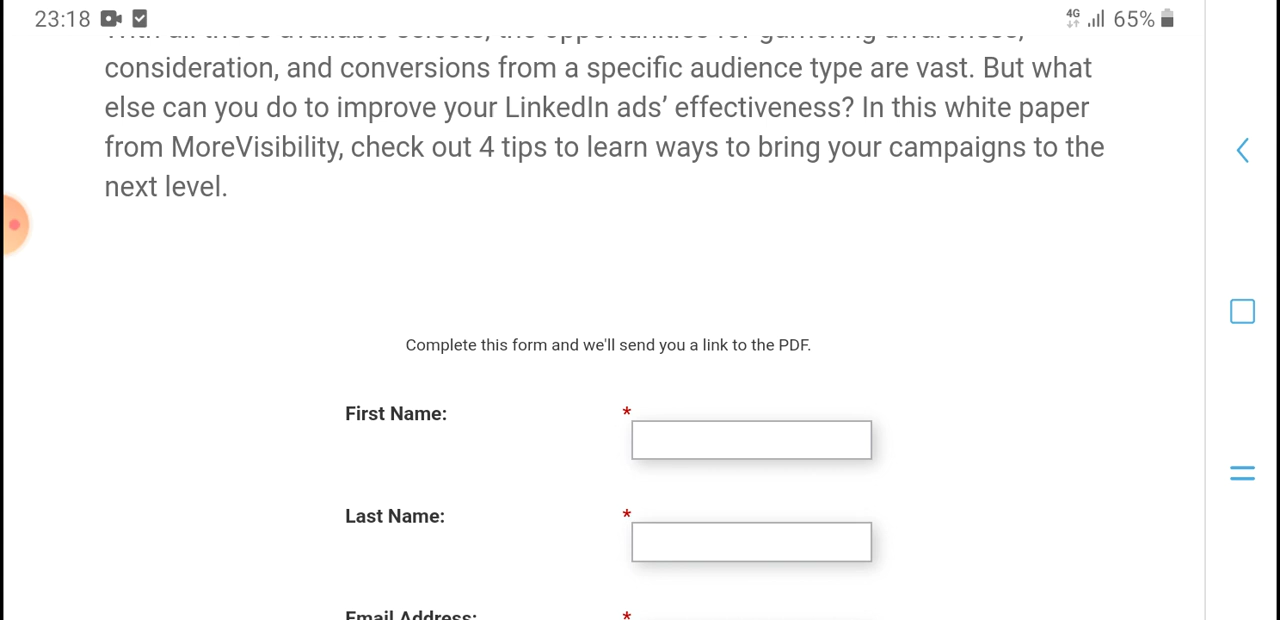 23:18
4G
65%
consideration, and conversions from a specific audience type are vast. But what
else can you do to improve your LinkedIn ads’ effectiveness? In this white paper
from MoreVisibility, check out 4 tips to learn ways to bring your campaigns to the
next level.
Complete this form and we'll send you a link to the PDF.
First Name: *
Last Name: *
Email Address: *